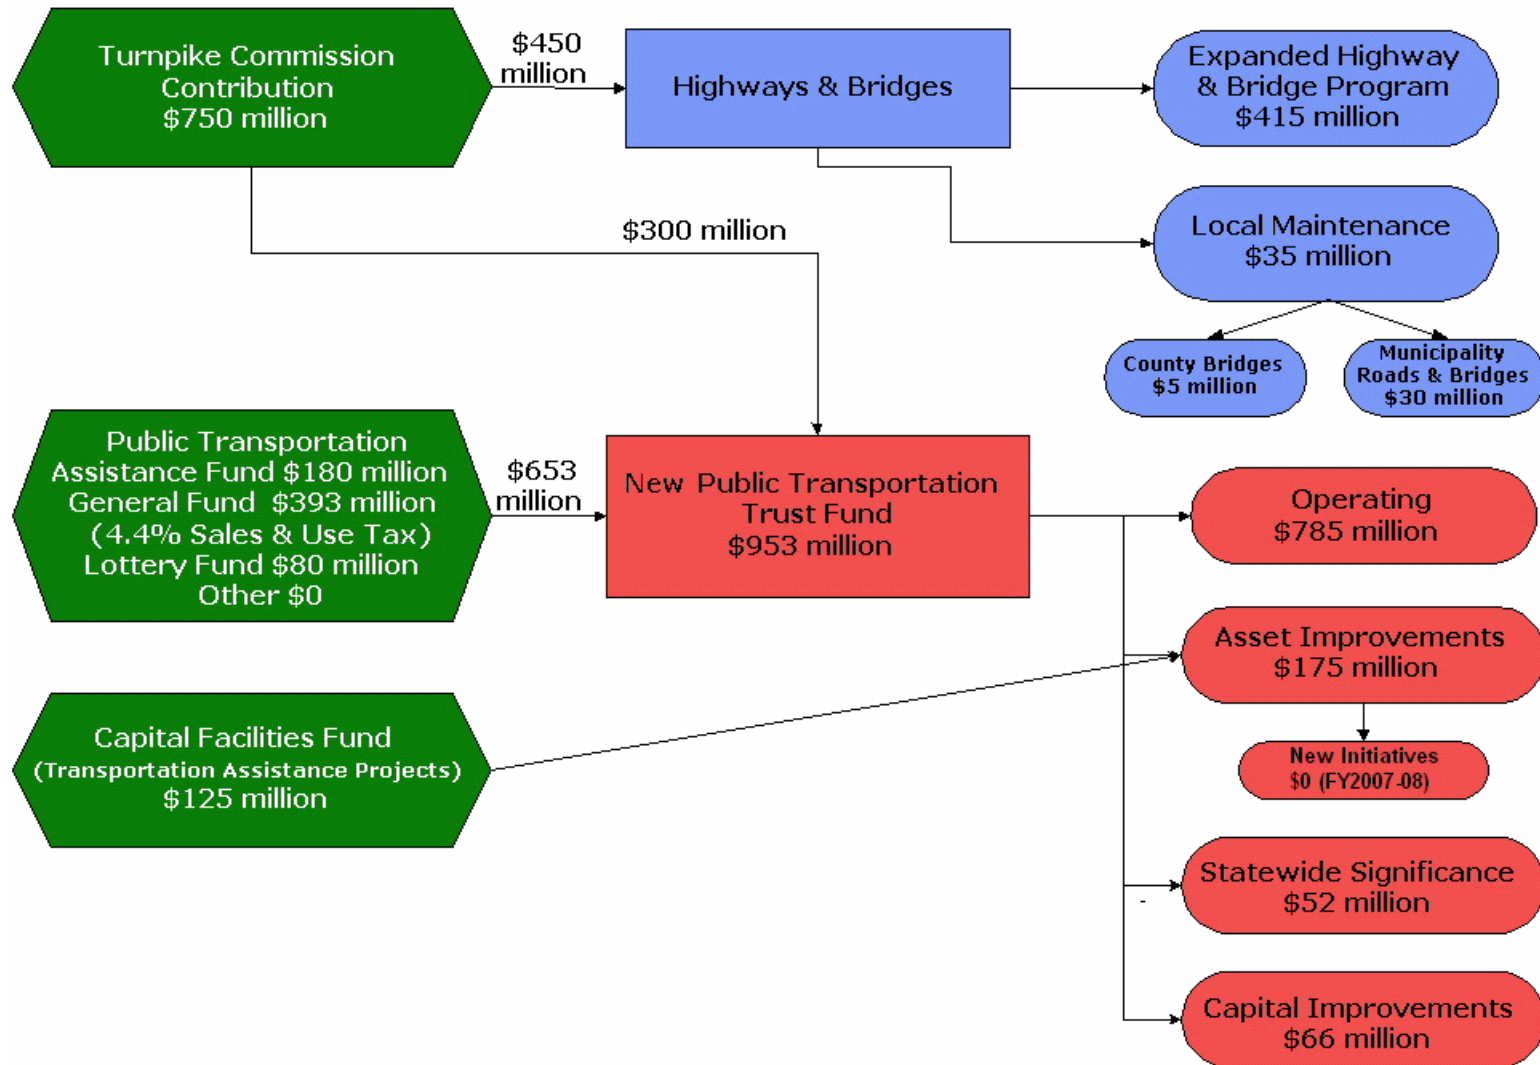 Turnpike Commission
Contribution
$750 million
$450
million
Highways & Bridges
Expanded Highway
& Bridge Program
$415 million
Local Maintenance
$35 million
$300 million
County Bridges
$5 million
Municipality
Roads & Bridges
$30 million
Public Transportation
Assistance Fund $180 million
General Fund $393 million
(4.4% Sales & Use Tax)
Lottery Fund $80 million
Other $0
$653
million
New Public Transportation
Trust Fund
$953 million
Operating
$785 million
Asset Improvements
$175 million
New Initiatives
$0 (FY2007-08)
Capital Facilities Fund
(Transportation Assistance Projects)
$125 million
Statewide Significance
$52 million
Capital Improvements
$66 million